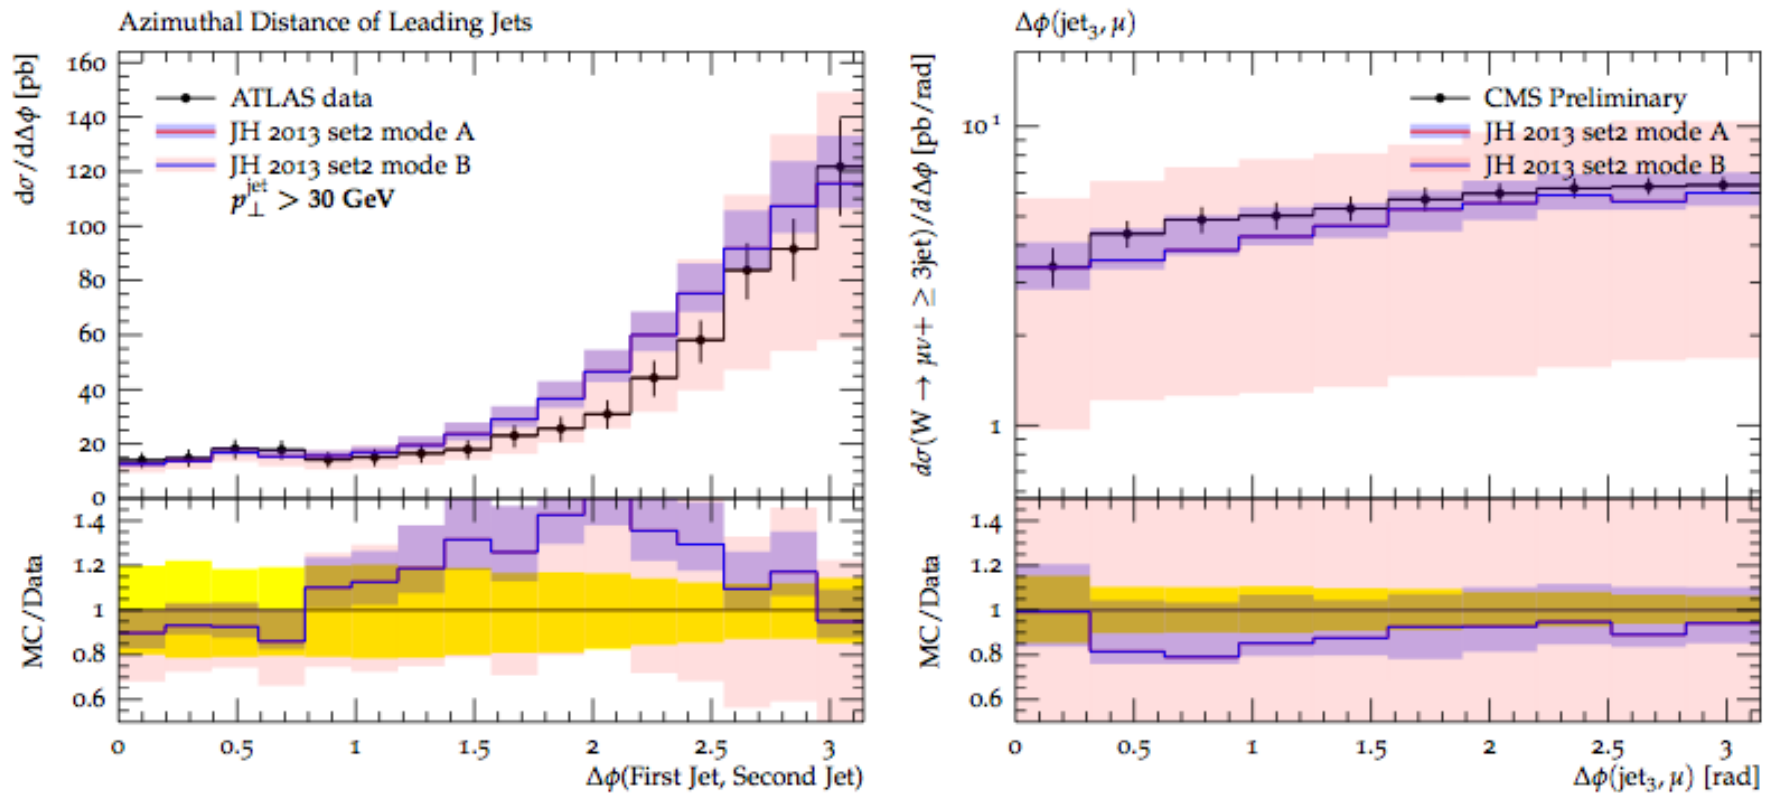 Azimuthal Distance of Leading Jets
dσ/dΔϕ [pb]
160
140
120
100
80
60
40
20
0
ATLAS data
JH 2013 set2 mode A
JH 2013 set2 mode B
p⊥^jet > 30 GeV
MC/Data
1.4
1.2
1
0.8
0.6
0 0.5 1 1.5 2 2.5 3
Δϕ(First Jet, Second Jet)
Δϕ(jet₃, μ)
dσ(W → μν+ ≥ 3jet)/dΔϕ [pb/rad]
10¹
1
CMS Preliminary
JH 2013 set2 mode A
JH 2013 set2 mode B
MC/Data
1.4
1.2
1
0.8
0.6
0 0.5 1 1.5 2 2.5 3
Δϕ(jet₃, μ) [rad]